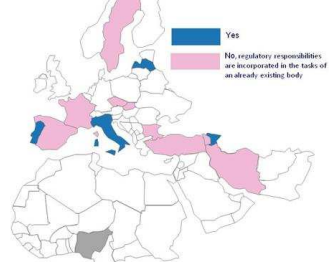 Yes
No, regulatory responsibilities
are incorporated in the tasks of
an already existing body